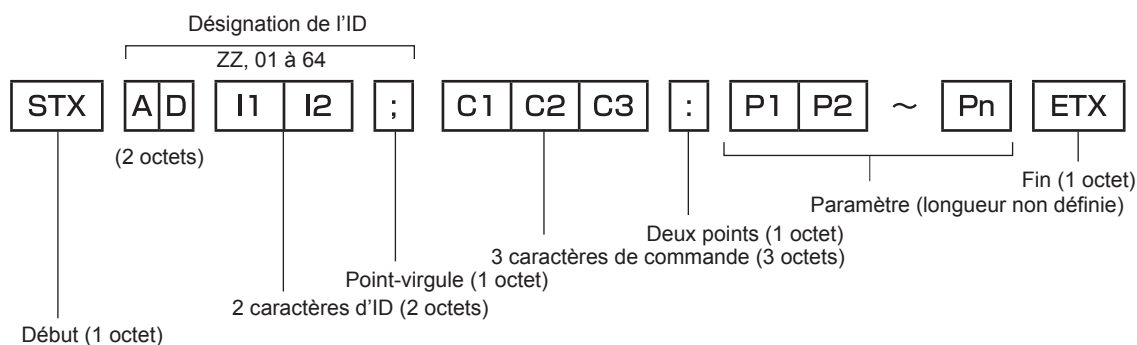 Désignation de l'ID
ZZ, 01 à 64
STX A D I1 I2 ; C1 C2 C3 : P1 P2 ~ Pn ETX
(2 octets)
Fin (1 octet)
Paramètre (longueur non définie)
Deux points (1 octet)
3 caractères de commande (3 octets)
Point-virgule (1 octet)
2 caractères d'ID (2 octets)
Début (1 octet)